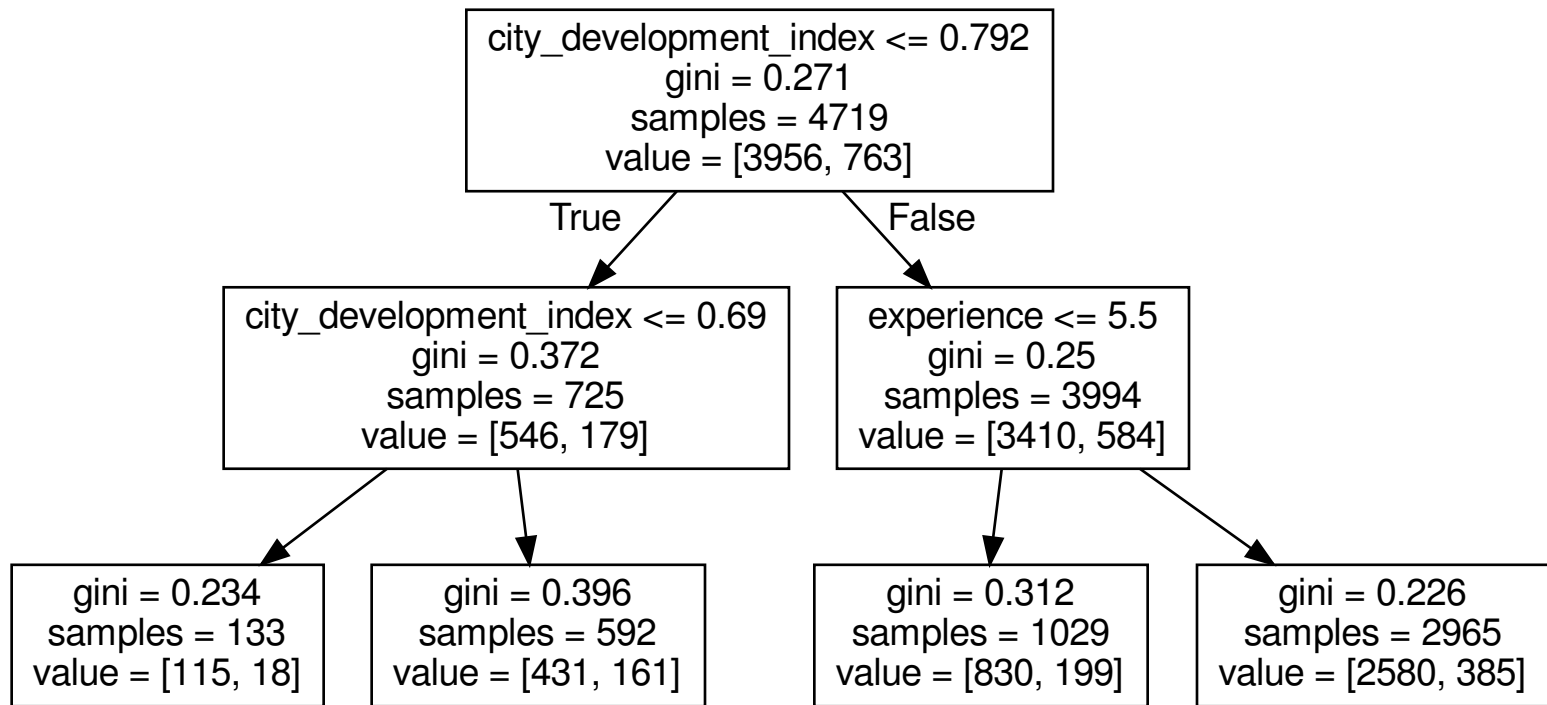 city_development_index <= 0.792
gini = 0.271
samples = 4719
value = [3956, 763]
True
False
city_development_index <= 0.69
gini = 0.372
samples = 725
value = [546, 179]
experience <= 5.5
gini = 0.25
samples = 3994
value = [3410, 584]
gini = 0.234
samples = 133
value = [115, 18]
gini = 0.396
samples = 592
value = [431, 161]
gini = 0.312
samples = 1029
value = [830, 199]
gini = 0.226
samples = 2965
value = [2580, 385]